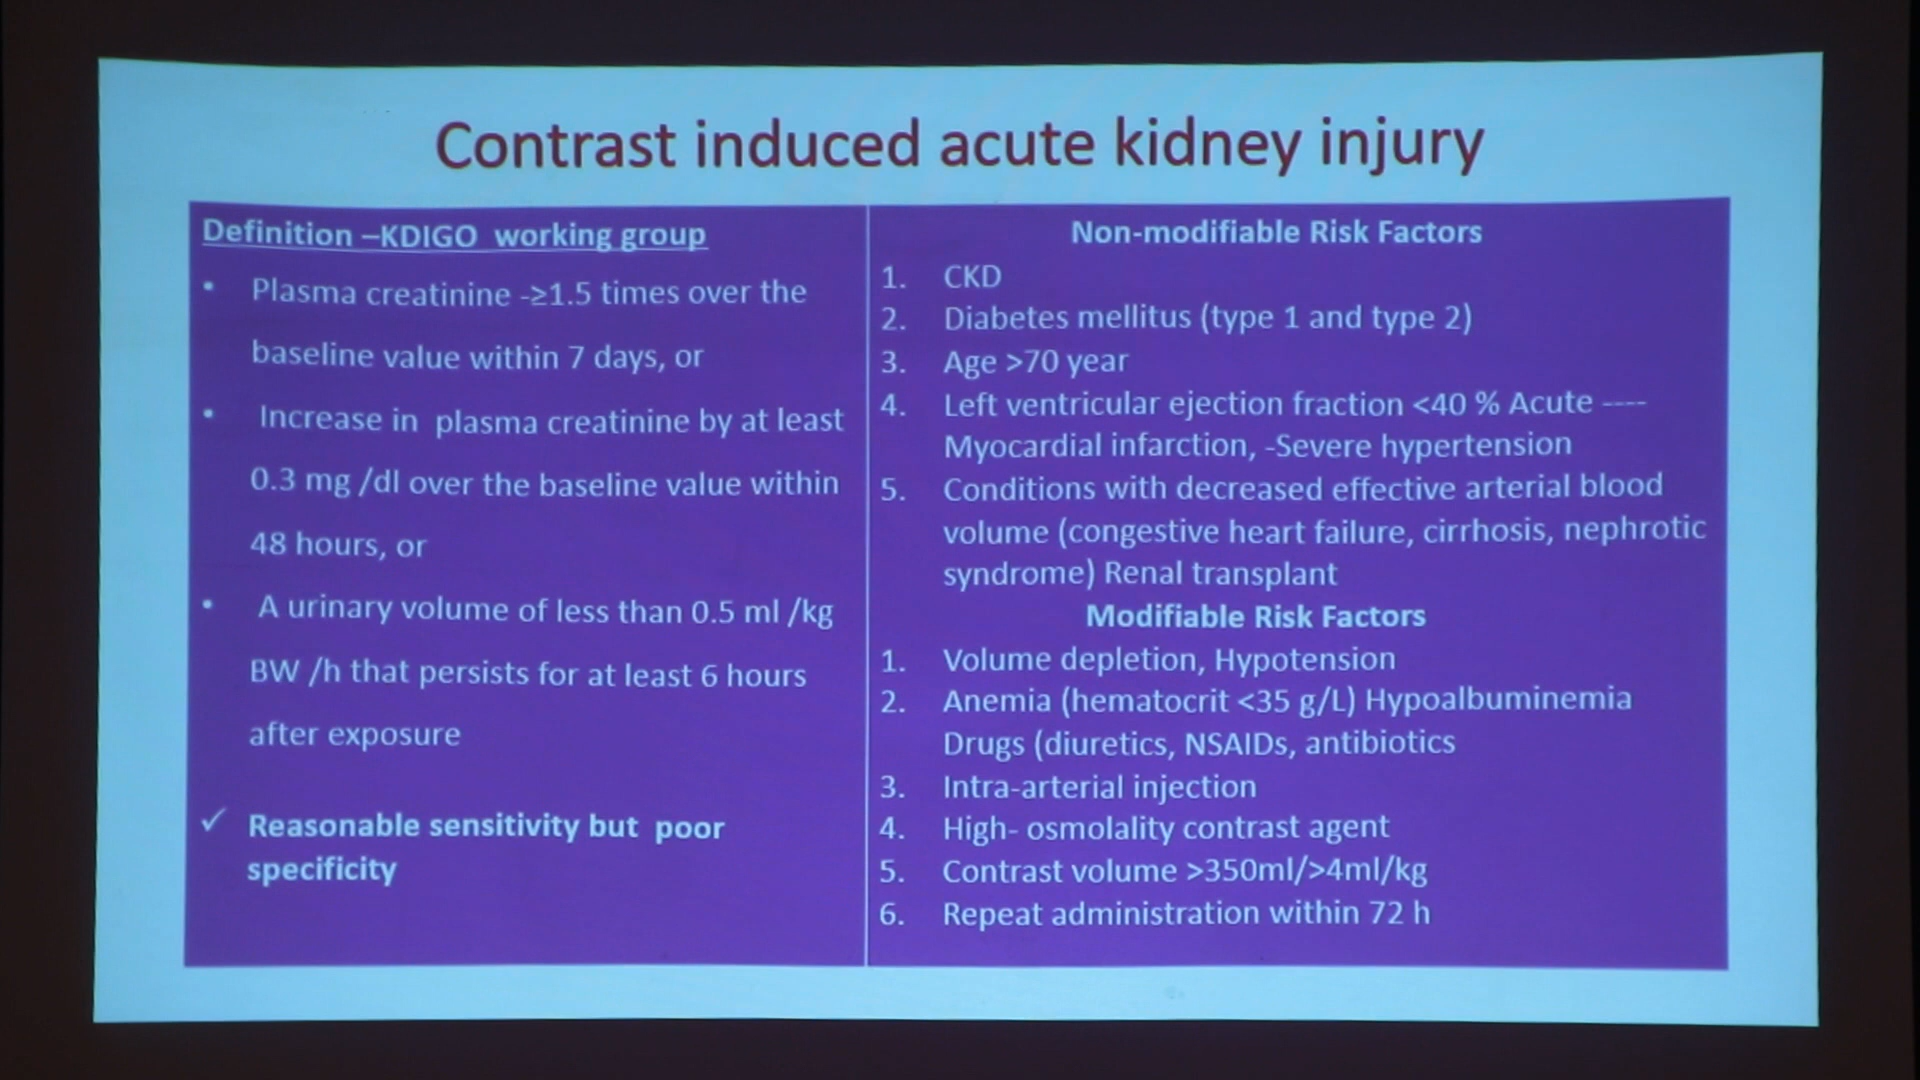 Contrast induced acute kidney injury
Definition –KDIGO working group
• Plasma creatinine -≥1.5 times over the
baseline value within 7 days, or
• Increase in plasma creatinine by at least
0.3 mg /dl over the baseline value within
48 hours, or
• A urinary volume of less than 0.5 ml /kg
BW /h that persists for at least 6 hours
after exposure
✓ Reasonable sensitivity but poor
specificity
Non-modifiable Risk Factors
1. CKD
2. Diabetes mellitus (type 1 and type 2)
3. Age >70 year
4. Left ventricular ejection fraction <40 % Acute ----
Myocardial infarction, -Severe hypertension
5. Conditions with decreased effective arterial blood
volume (congestive heart failure, cirrhosis, nephrotic
syndrome) Renal transplant
Modifiable Risk Factors
1. Volume depletion, Hypotension
2. Anemia (hematocrit <35 g/L) Hypoalbuminemia
Drugs (diuretics, NSAIDs, antibiotics
3. Intra-arterial injection
4. High- osmolality contrast agent
5. Contrast volume >350ml/>4ml/kg
6. Repeat administration within 72 h